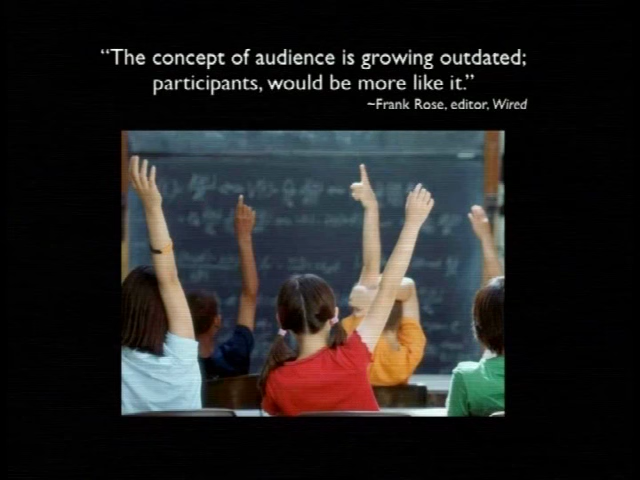 “The concept of audience is growing outdated;
participants, would be more like it.”
~Frank Rose, editor, Wired